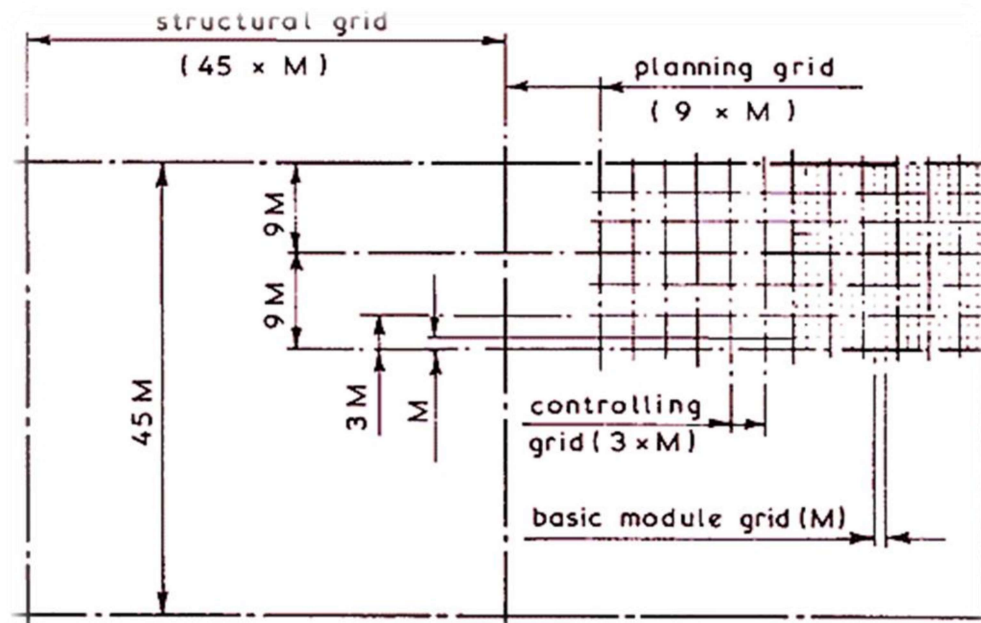 structural grid
(45 × M)
planning grid
(9 × M)
9M
9M
45M
3M
M
controlling
grid(3×M)
basic module grid(M)